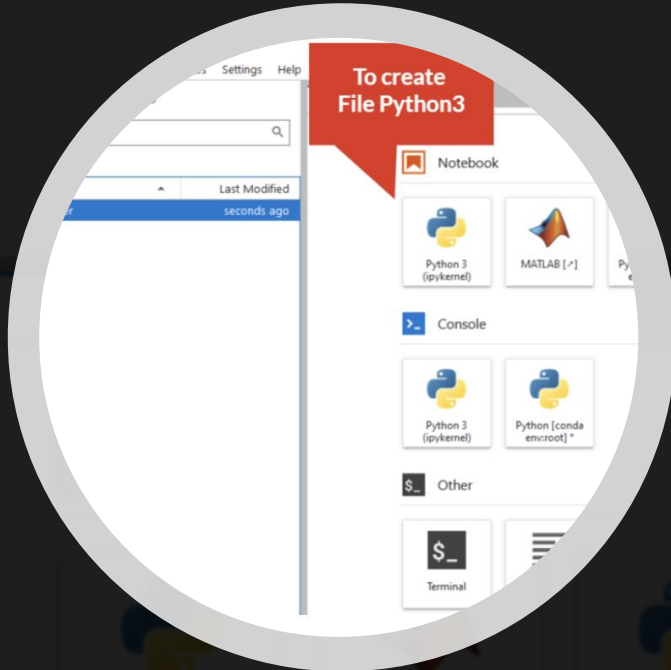 Settings Help
To create
File Python3
Last Modified
seconds ago
Notebook
Python 3
(ipykernel)
MATLAB [↗]
Console
Python 3
(ipykernel)
Python [conda
env:root] *
$_ Other
$_
Terminal